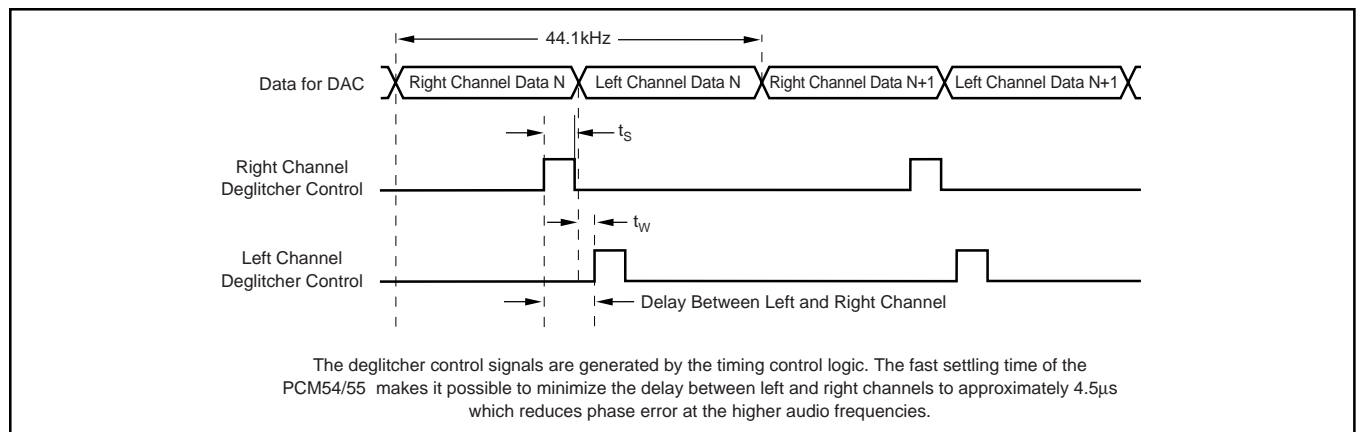 44.1kHz
Data for DAC
Right Channel Data N
Left Channel Data N
Right Channel Data N+1
Left Channel Data N+1
tS
Right Channel
Deglitcher Control
tW
Left Channel
Deglitcher Control
Delay Between Left and Right Channel
The deglitcher control signals are generated by the timing control logic. The fast settling time of the
PCM54/55 makes it possible to minimize the delay between left and right channels to approximately 4.5µs
which reduces phase error at the higher audio frequencies.